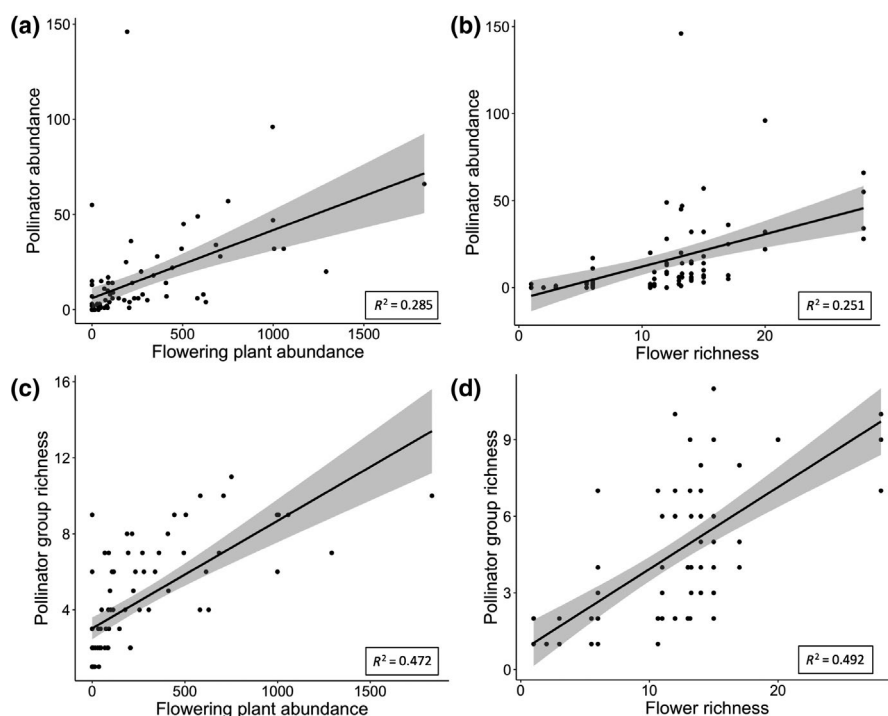 (a)
150
100
50
0
Pollinator abundance
0 500 1000 1500
Flowering plant abundance
R² = 0.285
(b)
150
100
50
0
Pollinator abundance
0 10 20
Flower richness
R² = 0.251
(c)
16
12
8
4
Pollinator group richness
0 500 1000 1500
Flowering plant abundance
R² = 0.472
(d)
9
6
3
0
Pollinator group richness
0 10 20
Flower richness
R² = 0.492